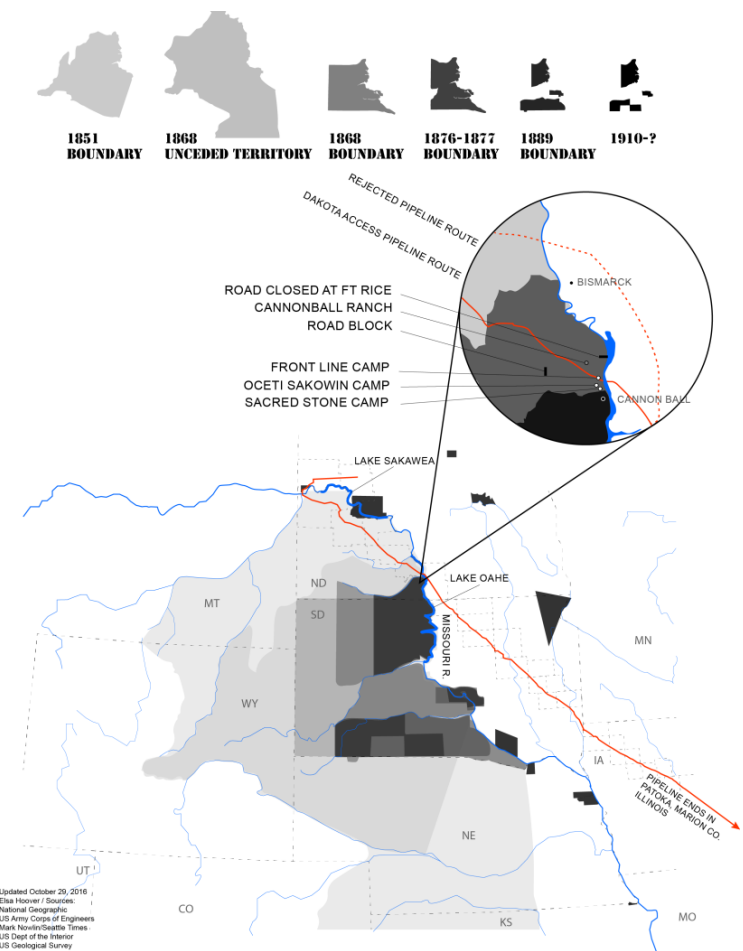 1851
BOUNDARY
1868
UNCEDED TERRITORY
1868
BOUNDARY
1876-1877
BOUNDARY
1889
BOUNDARY
1910-?
REJECTED PIPELINE ROUTE
DAKOTA ACCESS PIPELINE ROUTE
BISMARCK
ROAD CLOSED AT FT RICE
CANNONBALL RANCH
ROAD BLOCK
FRONT LINE CAMP
OCETI SAKOWIN CAMP
SACRED STONE CAMP
CANNON BALL
LAKE SAKAWEA
LAKE OAHE
MISSOURI R.
ND
MT
SD
MN
WY
IA
PIPELINE ENDS IN
PATOKA, MARION CO.
ILLINOIS
NE
UT
CO
KS
MO
Updated October 29, 2016
Elsa Hoover / Sources:
National Geographic
US Army Corps of Engineers
Mark Nowlin/Seattle Times
US Dept of the Interior
US Geological Survey